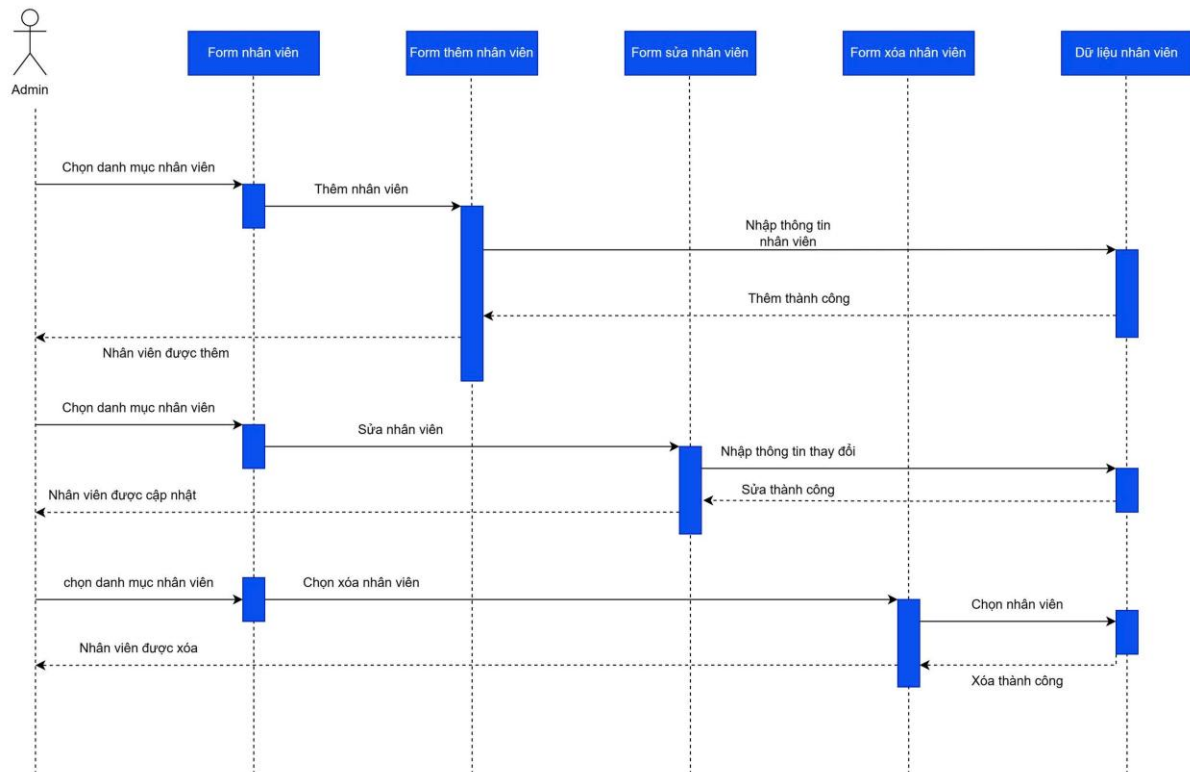 Form nhân viên
Form thêm nhân viên
Form sửa nhân viên
Form xóa nhân viên
Dữ liệu nhân viên
Admin
Chọn danh mục nhân viên
Thêm nhân viên
Nhập thông tin
nhân viên
Thêm thành công
Nhân viên được thêm
Chọn danh mục nhân viên
Sửa nhân viên
Nhập thông tin thay đổi
Sửa thành công
Nhân viên được cập nhật
chọn danh mục nhân viên
Chọn xóa nhân viên
Chọn nhân viên
Nhân viên được xóa
Xóa thành công